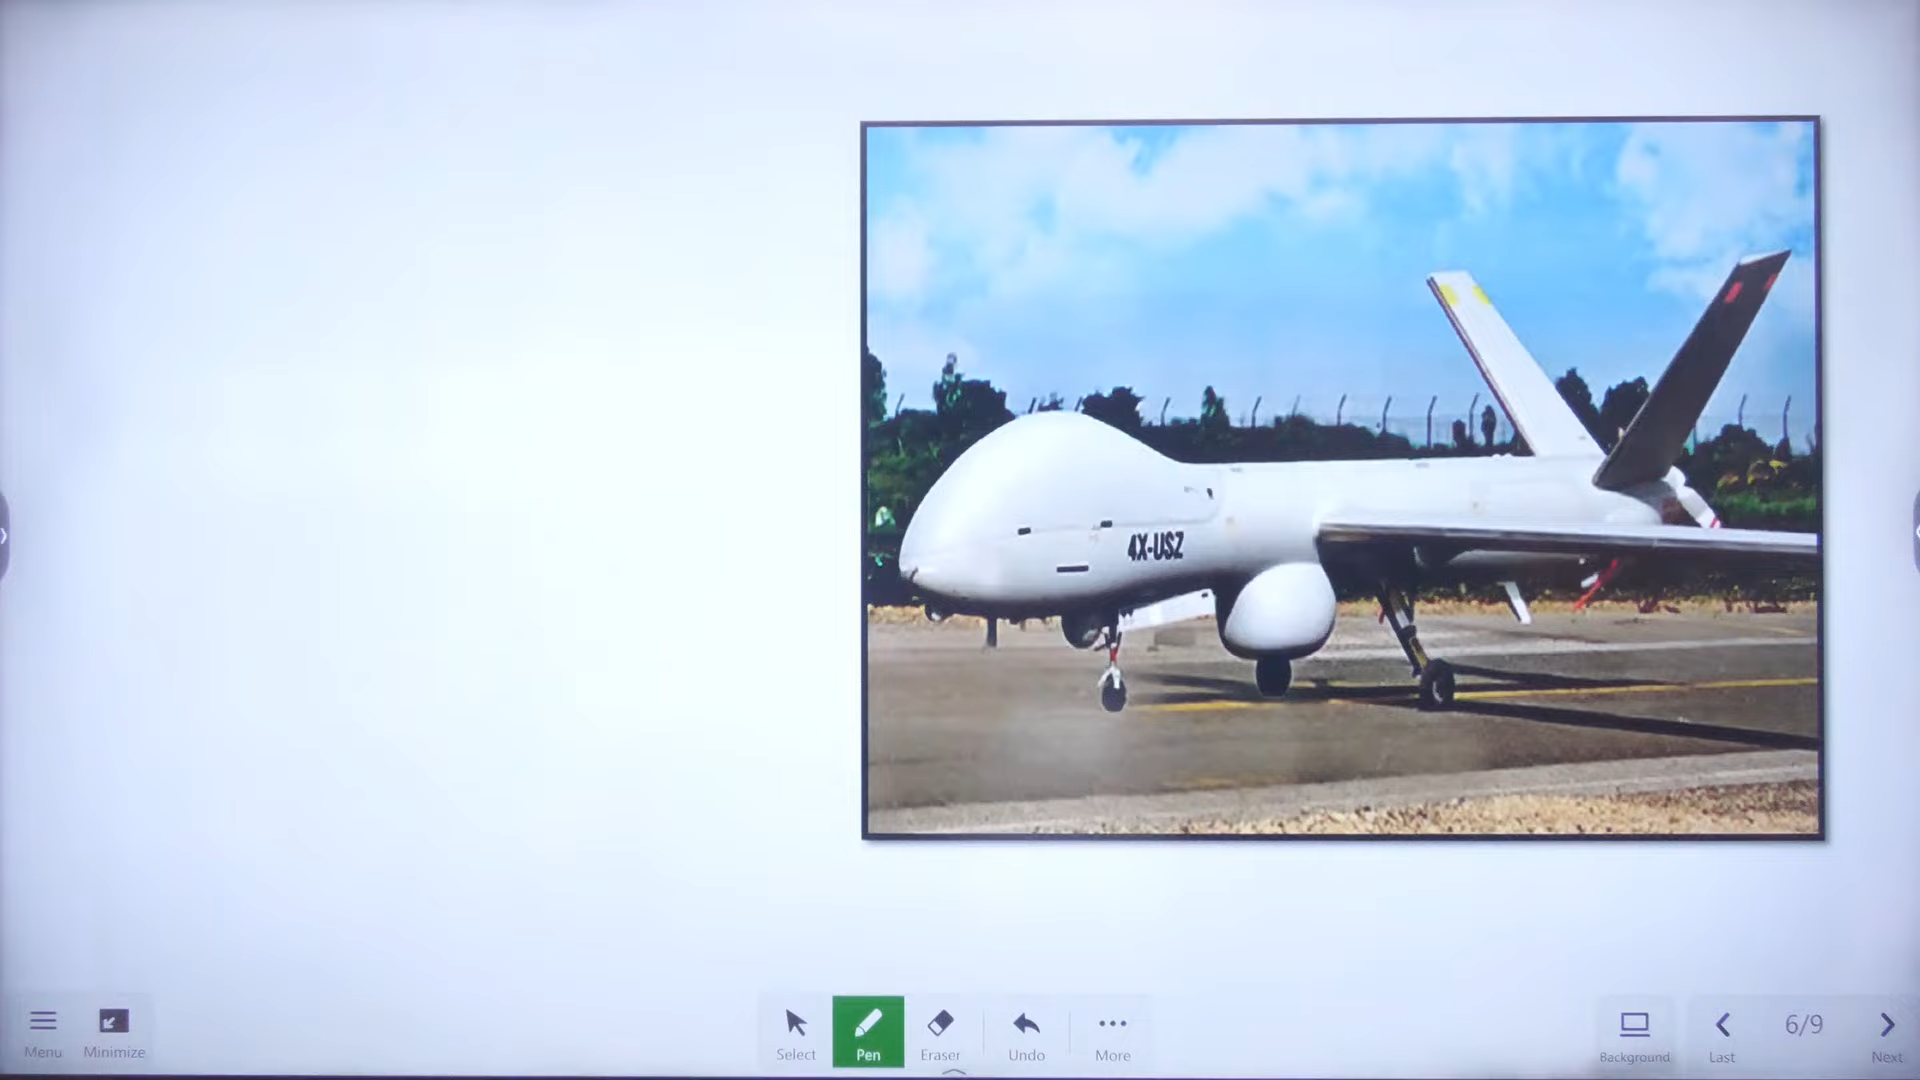 4X-USZ
Menu
Minimize
Select
Pen
Eraser
Undo
More
Background
Last
6/9
Next